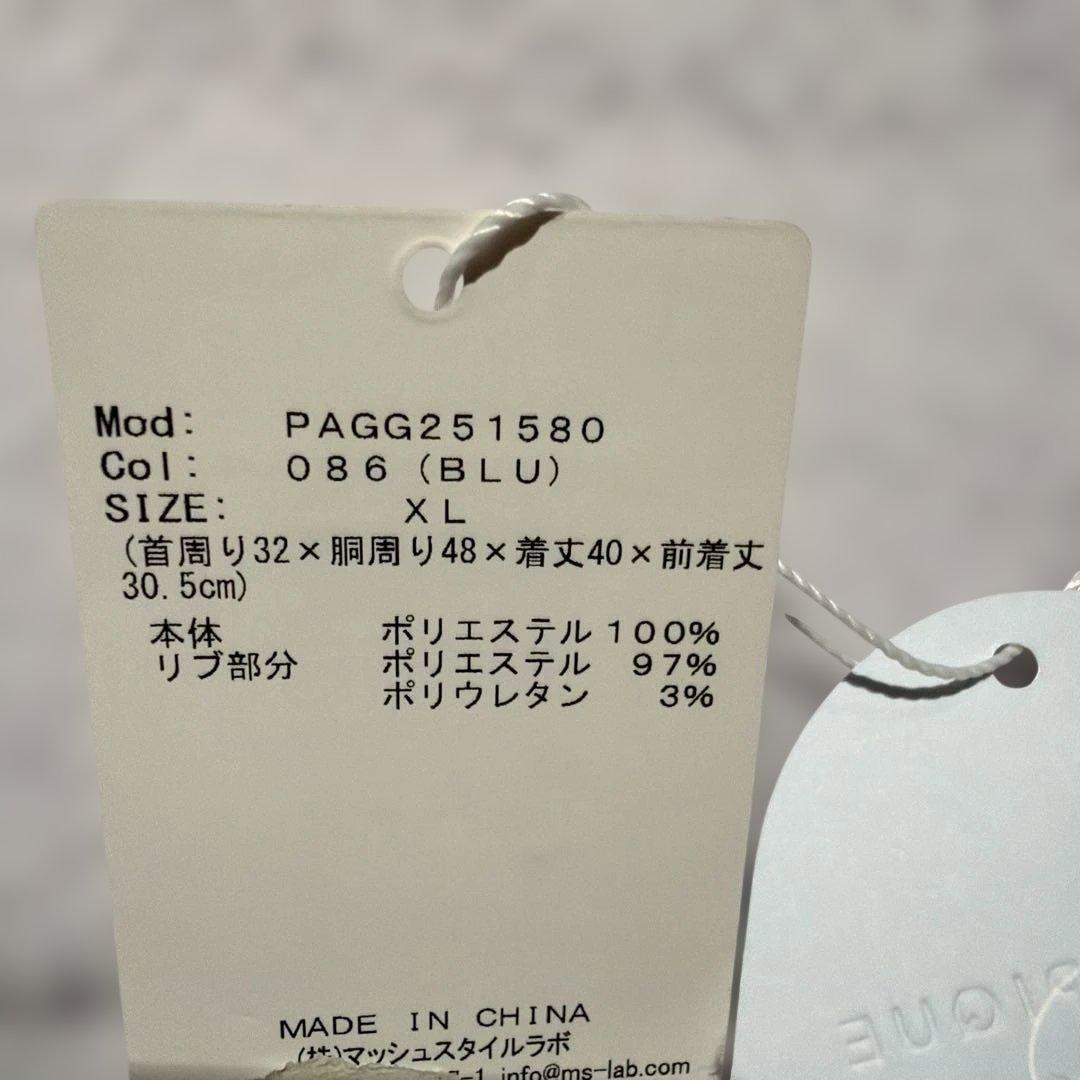 Mod: PAGG251580
Col: 086(BLU)
SIZE: XL
(首周り32×胴周り48×着丈40×前着丈
30.5cm)
本体 ポリエステル 100%
リブ部分 ポリエステル 97%
ポリウレタン 3%
MADE IN CHINA
(株)マッシュスタイルラボ
-1 info@ms-lab.com
IQUE